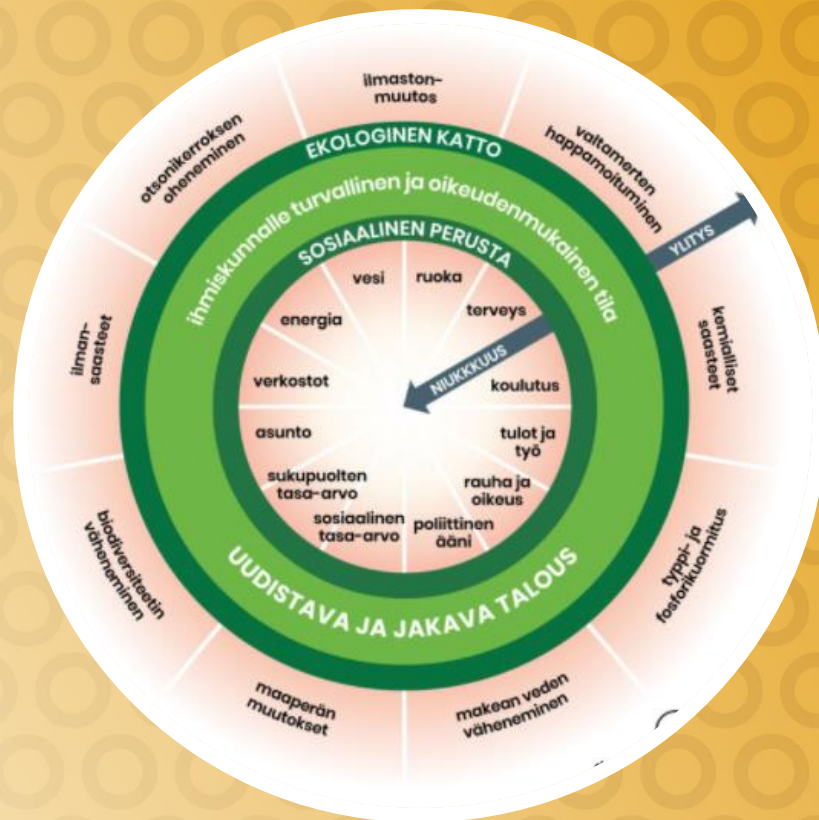 ilmaston-
muutos
valtamerten
happamoituminen
YLITYS
kemialliset
saasteet
typpi- ja
fosforikuormitus
makean veden
väheneminen
maaperän
muutokset
biodiversiteetin
väheneminen
ilman-
saasteet
otsonikerroksen
oheneminen
EKOLOGINEN KATTO
ihmiskunnalle turvallinen ja oikeudenmukainen tila
SOSIAALINEN PERUSTA
vesi
ruoka
energia
terveys
NIUKKKUUS
verkostot
koulutus
asunto
tulot ja
työ
sukupuolten
tasa-arvo
rauha ja
oikeus
sosiaalinen
tasa-arvo
poliittinen
ääni
UUDISTAVA JA JAKAVA TALOUS